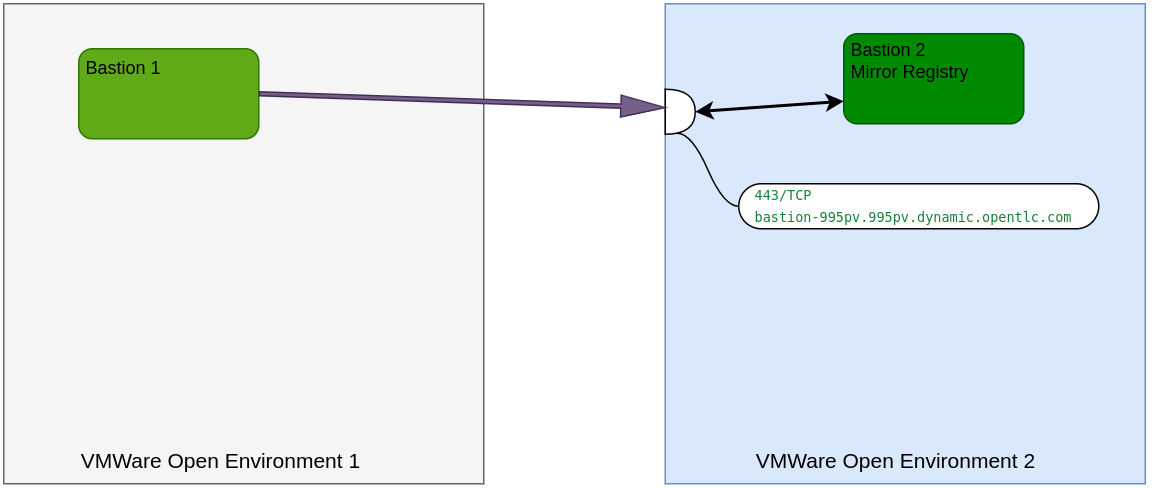 Bastion 1
Bastion 2
Mirror Registry
443/TCP
bastion-995pv.995pv.dynamic.opentlc.com
VMWare Open Environment 1
VMWare Open Environment 2